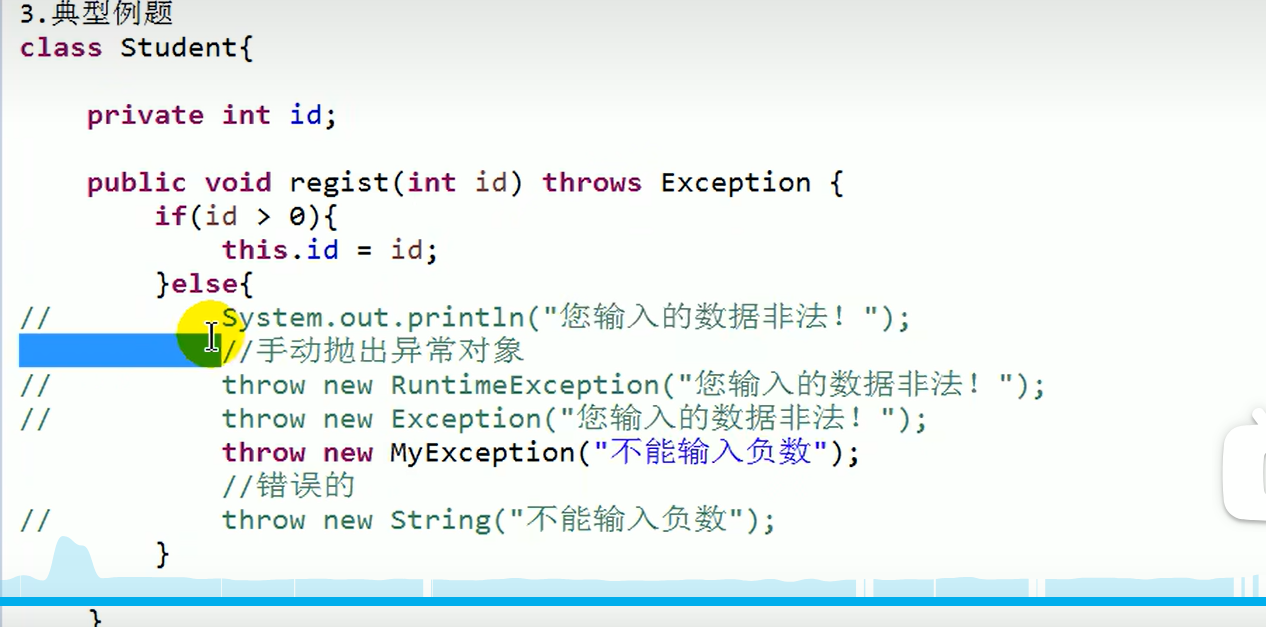 3.典型例题
class Student{
private int id;
public void regist(int id) throws Exception {
if(id > 0){
this.id = id;
}else{
// System.out.println("您输入的数据非法！");
//手动抛出异常对象
// throw new RuntimeException("您输入的数据非法！");
// throw new Exception("您输入的数据非法！");
throw new MyException("不能输入负数");
//错误的
// throw new String("不能输入负数");
}
}